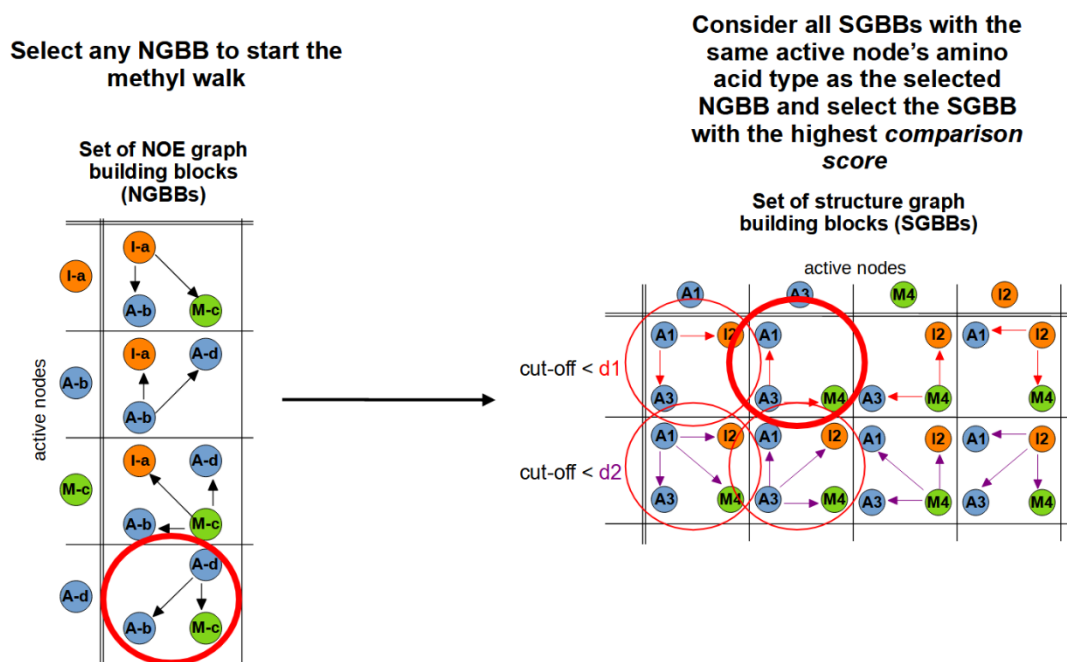 Select any NGBB to start the
methyl walk
Set of NOE graph
building blocks
(NGBBs)
active nodes
I-a
I-a
A-b
M-c
A-b
I-a
A-d
A-b
M-c
I-a
A-d
A-b
M-c
A-d
A-d
A-b
M-c
Consider all SGBBs with the
same active node's amino
acid type as the selected
NGBB and select the SGBB
with the highest comparison
score
Set of structure graph
building blocks (SGBBs)
active nodes
A1 A3 M4 I2
cut-off < d1
A1 I2 A1 I2 A1 I2
A3 A3 M4 A3 M4 M4
cut-off < d2
A1 I2 A1 I2 A1 I2 A1 I2
A3 M4 A3 M4 A3 M4 A3 M4